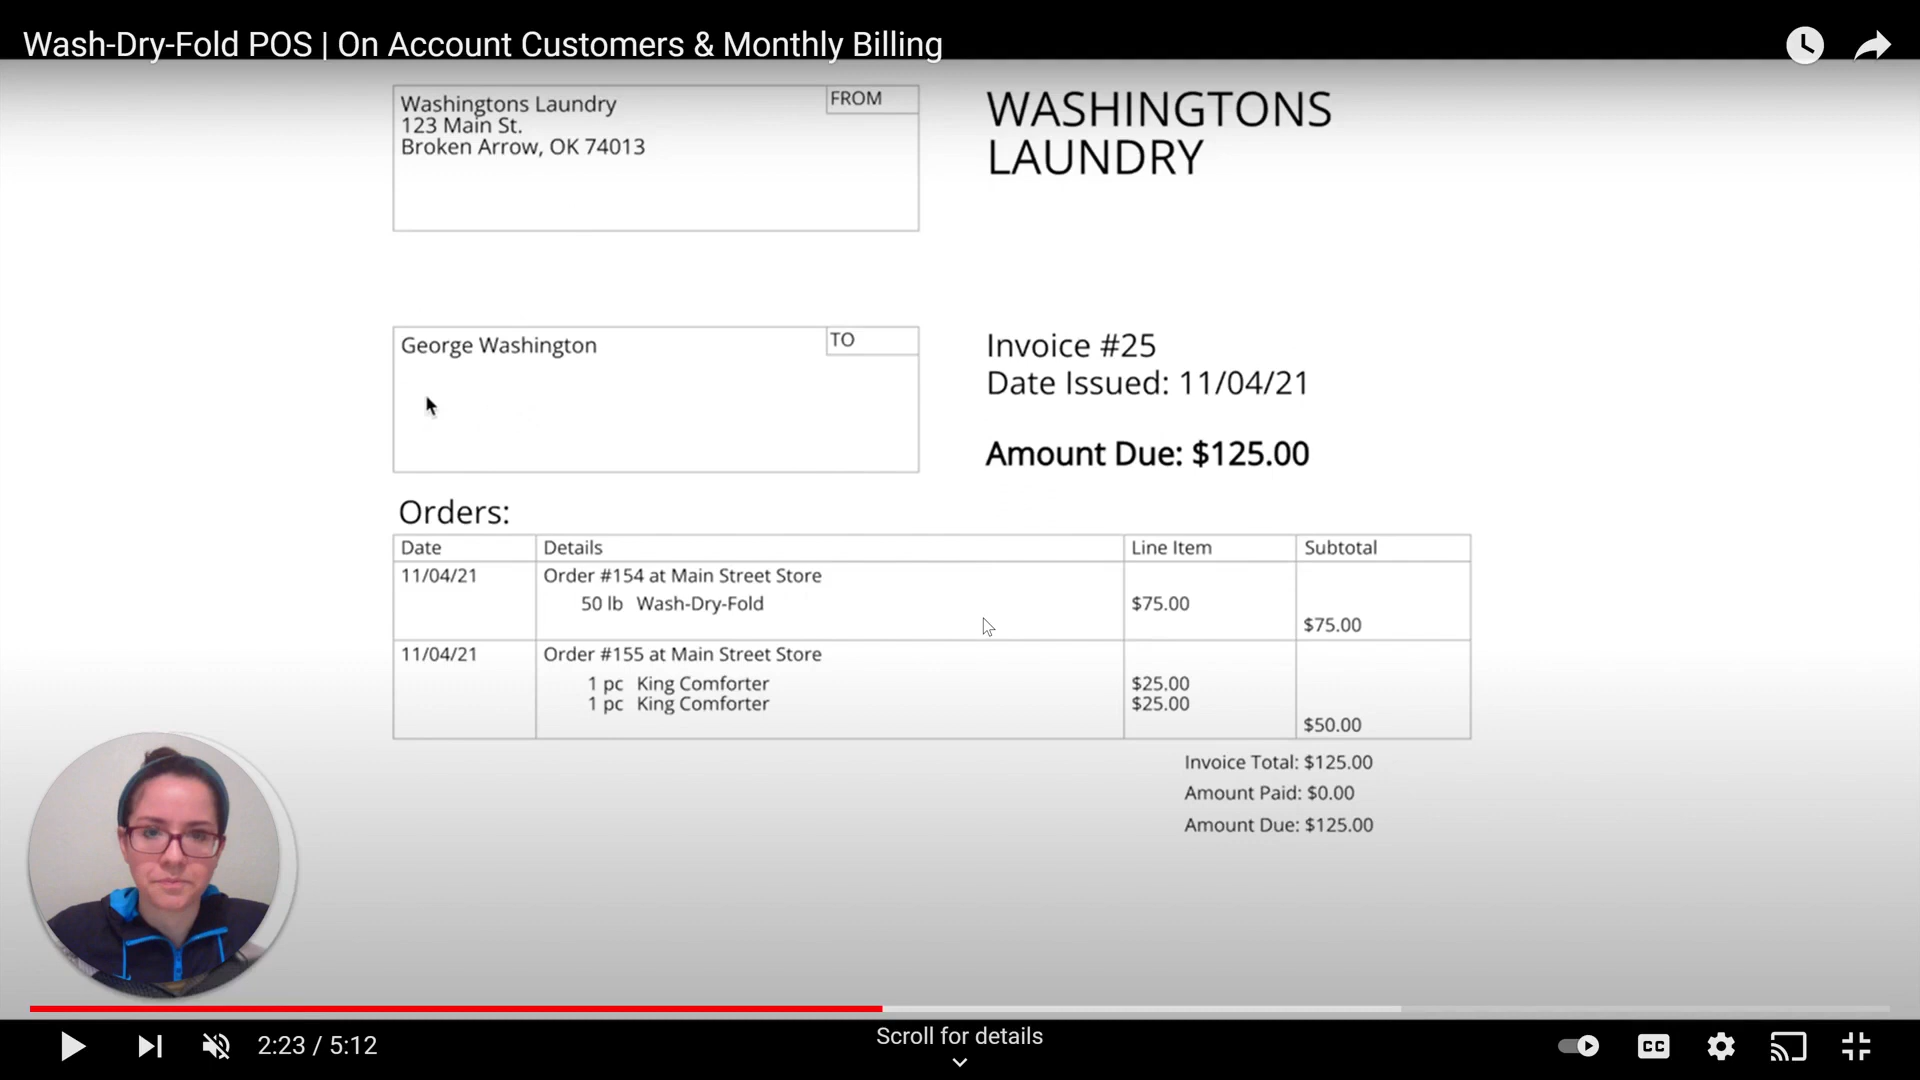 Wash-Dry-Fold POS | On Account Customers & Monthly Billing
Washingtons Laundry
123 Main St.
Broken Arrow, OK 74013
FROM
WASHINGTONS
LAUNDRY
George Washington
TO
Invoice #25
Date Issued: 11/04/21
Amount Due: $125.00
Orders:
Date Details Line Item Subtotal
11/04/21 Order #154 at Main Street Store
50 lb Wash-Dry-Fold $75.00
$75.00
11/04/21 Order #155 at Main Street Store
1 pc King Comforter $25.00
1 pc King Comforter $25.00
$50.00
Invoice Total: $125.00
Amount Paid: $0.00
Amount Due: $125.00
2:23 / 5:12
Scroll for details
CC